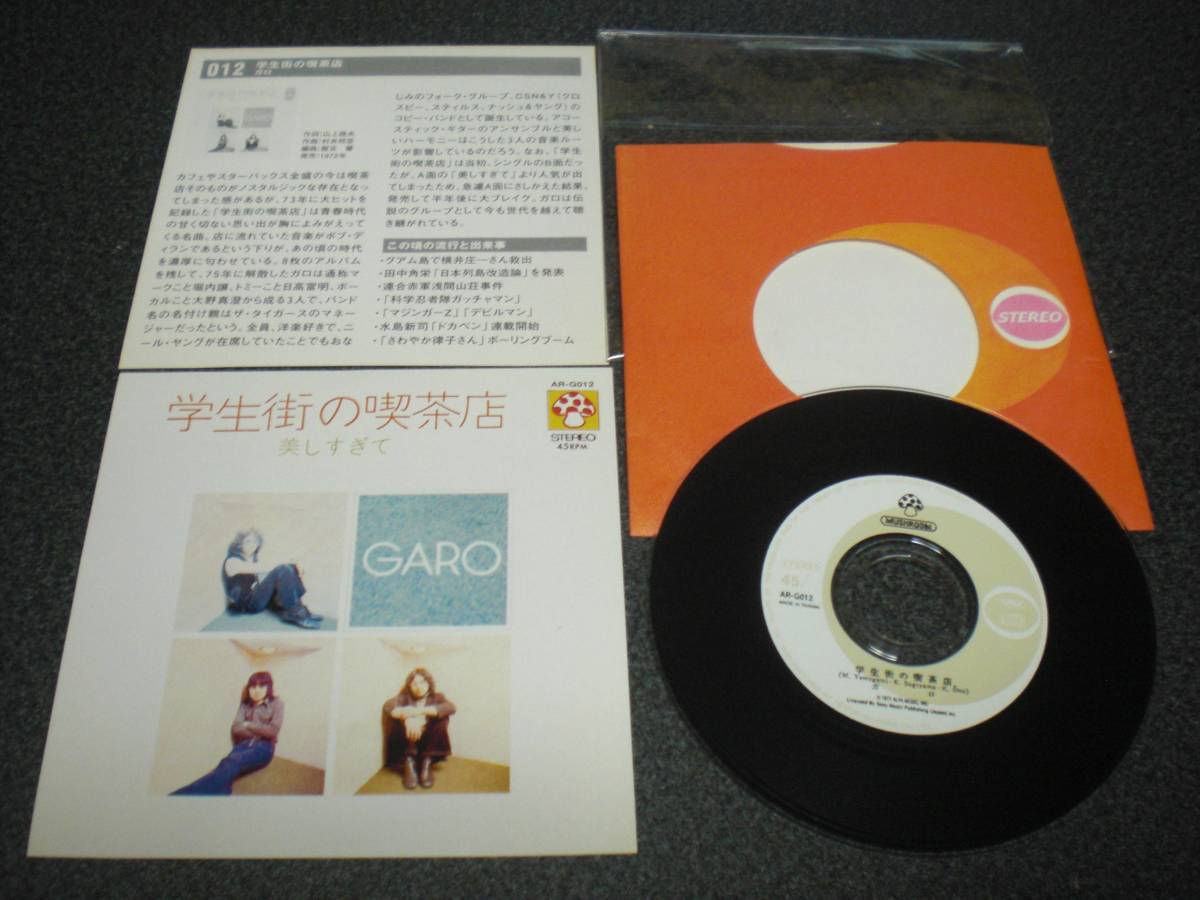 012 学生街の喫茶店
ガロ
作詞:山上路夫
作曲:村井邦彦
発売:1972年
カフェやスターバックス全盛の今は喫茶
店そのものがノスタルジックな存在となっ
てしまった感があるが、73年に大ヒットを
記録した「学生街の喫茶店」は青春時代
の甘く切ない思い出が胸によみがえって
くる名曲。店に流れていた音楽がボブ・デ
ィランであるという下りが、あの頃の時代
を濃厚に匂わせている。8枚のアルバム
を残して、75年に解散したガロは通称マ
ークこと堀内護、トミーこと日高富明、ボー
カルこと大野真澄から成る3人で、バンド
名の名付け親はザ・タイガースのマネー
ジャーだったという。全員、洋楽好きで、ニ
ール・ヤングが在席していたことでもおな
じみのフォーク・グループ、CSN&Y(クロ
スビー、スティルス、ナッシュ&ヤング)の
コピー・バンドとして誕生している。アコー
スティック・ギターのアンサンブルと美し
いハーモニーはこうした3人の音楽ルー
ツが影響しているのだろう。なお、「学生
街の喫茶店」は当初、シングルのB面だっ
たが、A面の「美しすぎて」より人気が出
てしまったため、急遽A面にさしかえた結果、
発売して半年後に大ブレイク。ガロは伝
説のグループとして今も世代を越えて聴
き継がれている。
この頃の流行と出来事
・グアム島で横井庄一さん救出
・田中角栄「日本列島改造論」を発表
・連合赤軍浅間山荘事件
・「科学忍者隊ガッチャマン」
・「マジンガーZ」「デビルマン」
・水島新司「ドカベン」連載開始
・「さわやか律子さん」ボーリングブーム
STEREO
学生街の喫茶店
美しすぎて
AR-G012
STEREO
45RPM
GARO
MUSHROOM
STEREO
45.
AR-G012
MADE IN TAIWAN
学生街の喫茶店
(M. Yamagami - K. Sugiyama - K. Ono)
ガロ